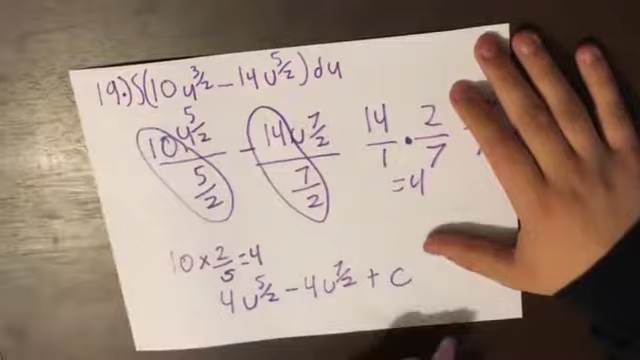 19.) ∫(10u^3/2 - 14u^5/2) du
10u^5/2 / 5/2 - 14u^7/2 / 7/2
14/1 · 2/7
= 4
10 × 2/5 = 4
4u^5/2 - 4u^7/2 + C